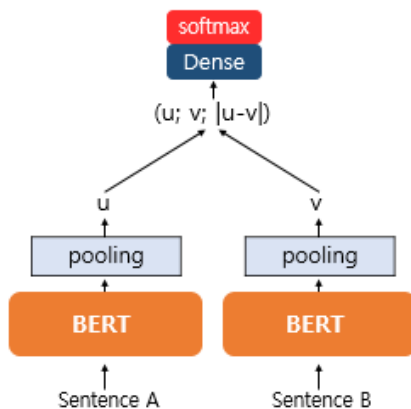 softmax
Dense
(u; v; |u-v|)
u v
pooling pooling
BERT BERT
Sentence A Sentence B